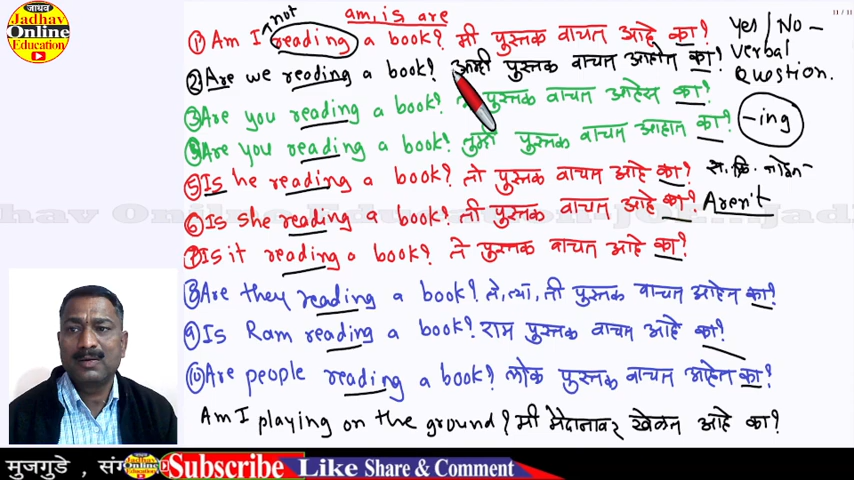 जाधव
Jadhav
Online
Education
am, is are
not
① Am I reading a book? मी पुस्तक वाचत आहे का?
② Are we reading a book? आम्ही पुस्तक वाचत आहोत का?
③ Are you reading a book? तू पुस्तक वाचत आहेस का?
④ Are you reading a book? तुम्ही पुस्तक वाचत आहात का?
⑤ Is he reading a book? तो पुस्तक वाचत आहे का?
⑥ Is she reading a book? ती पुस्तक वाचत आहे का?
⑦ Is it reading a book? ते पुस्तक वाचत आहे का?
⑧ Are they reading a book? ते, त्या, ती पुस्तक वाचत आहेत का?
⑨ Is Ram reading a book? राम पुस्तक वाचत आहे का?
⑩ Are people reading a book? लोक पुस्तक वाचत आहेत का?
Am I playing on the ground? मी मैदानावर खेळत आहे का?
Yes / No -
verbal
Question.
-ing
स. क्रि.
Aren't
मुजगुडे ,
Jadhav
Online
Education
Subscribe Like Share & Comment